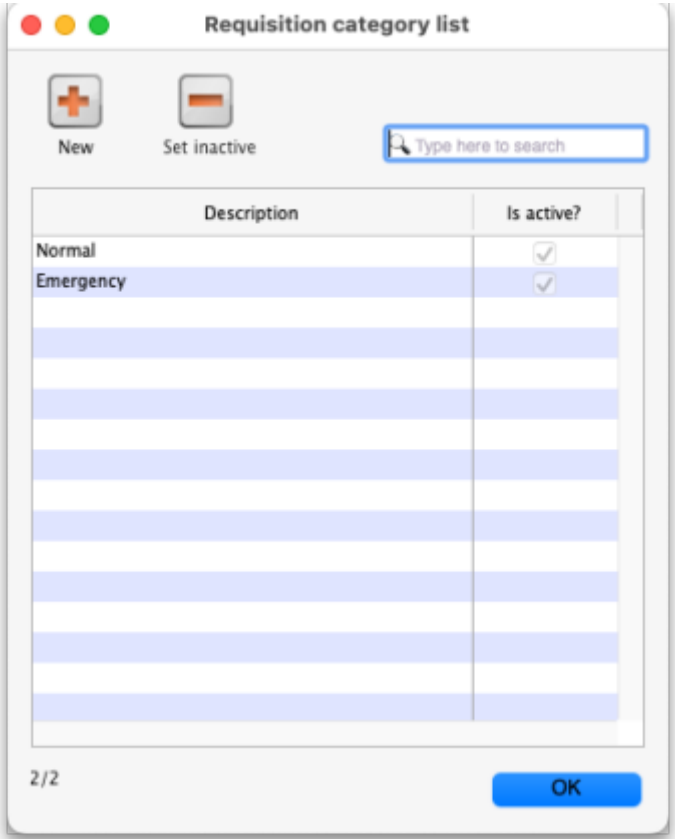 Requisition category list
New
Set inactive
Type here to search
Description
Is active?
Normal
Emergency
2/2
OK